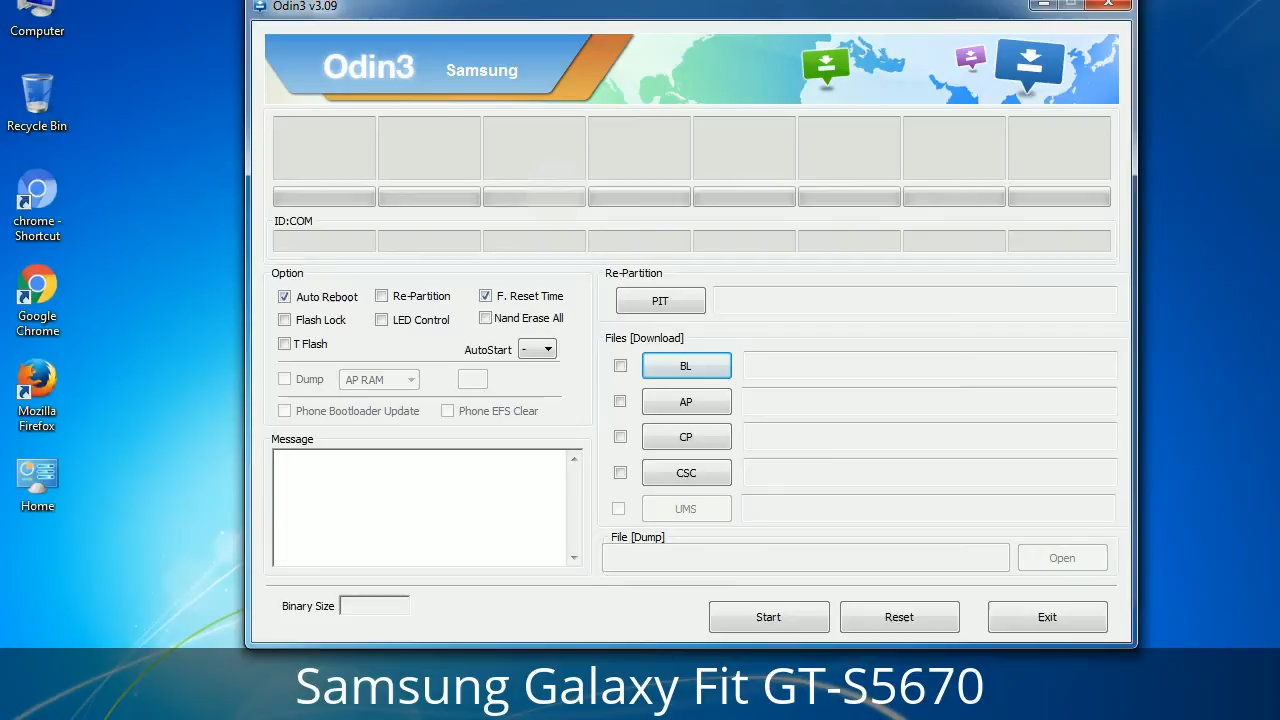 Odin3 v3.09
Computer
Recycle Bin
chrome -
Shortcut
Google
Chrome
Mozilla
Firefox
Home
Odin3 Samsung
ID:COM
Option
Auto Reboot Re-Partition F. Reset Time
Flash Lock LED Control Nand Erase All
T Flash
AutoStart -
Dump AP RAM
Phone Bootloader Update Phone EFS Clear
Message
Re-Partition
PIT
Files [Download]
BL
AP
CP
CSC
UMS
File [Dump]
Open
Binary Size
Start Reset Exit
Samsung Galaxy Fit GT-S5670